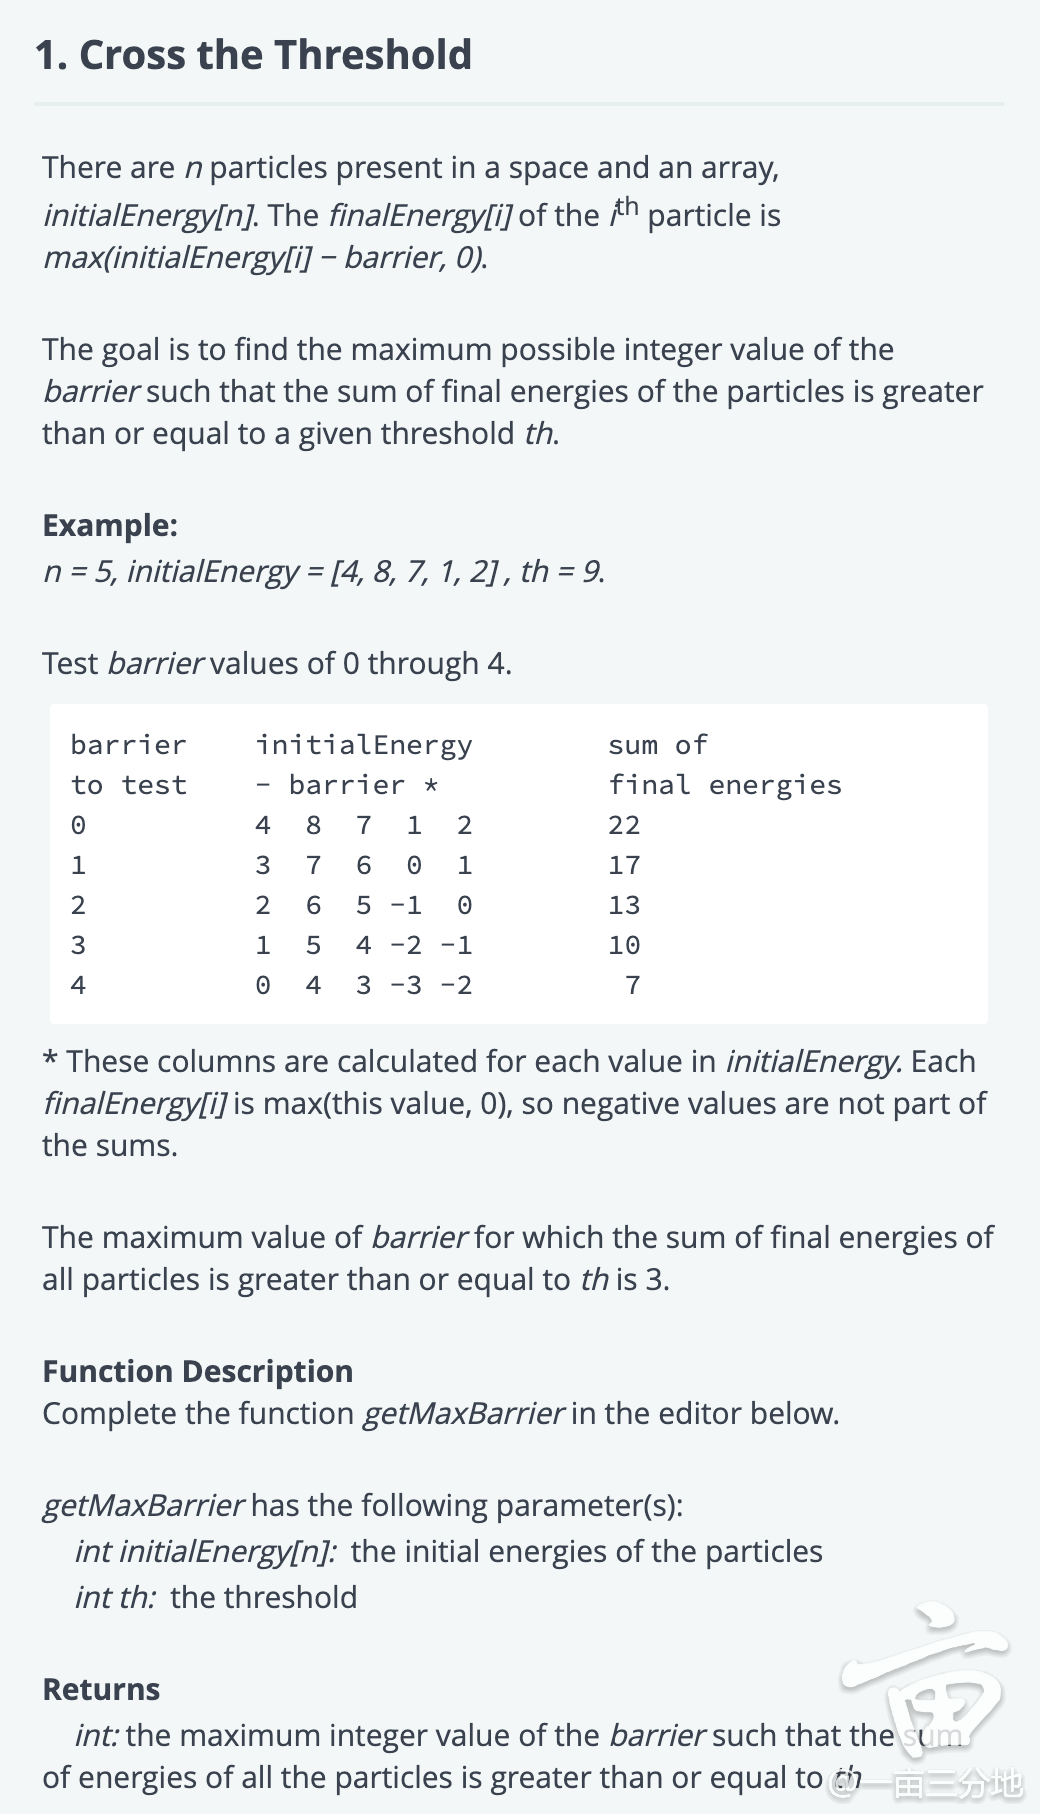 1. Cross the Threshold
There are n particles present in a space and an array,
initialEnergy[n]. The finalEnergy[i] of the ith particle is
max(initialEnergy[i] − barrier, 0).
The goal is to find the maximum possible integer value of the
barrier such that the sum of final energies of the particles is greater
than or equal to a given threshold th.
Example:
n = 5, initialEnergy = [4, 8, 7, 1, 2] , th = 9.
Test barrier values of 0 through 4.
barrier initialEnergy sum of
to test − barrier * final energies
0 4 8 7 1 2 22
1 3 7 6 0 1 17
2 2 6 5 −1 0 13
3 1 5 4 −2 −1 10
4 0 4 3 −3 −2 7
* These columns are calculated for each value in initialEnergy. Each
finalEnergy[i] is max(this value, 0), so negative values are not part of
the sums.
The maximum value of barrier for which the sum of final energies of
all particles is greater than or equal to th is 3.
Function Description
Complete the function getMaxBarrier in the editor below.
getMaxBarrier has the following parameter(s):
int initialEnergy[n]: the initial energies of the particles
int th: the threshold
Returns
int: the maximum integer value of the barrier such that the sum
of energies of all the particles is greater than or equal to th
亩
@一亩三分地